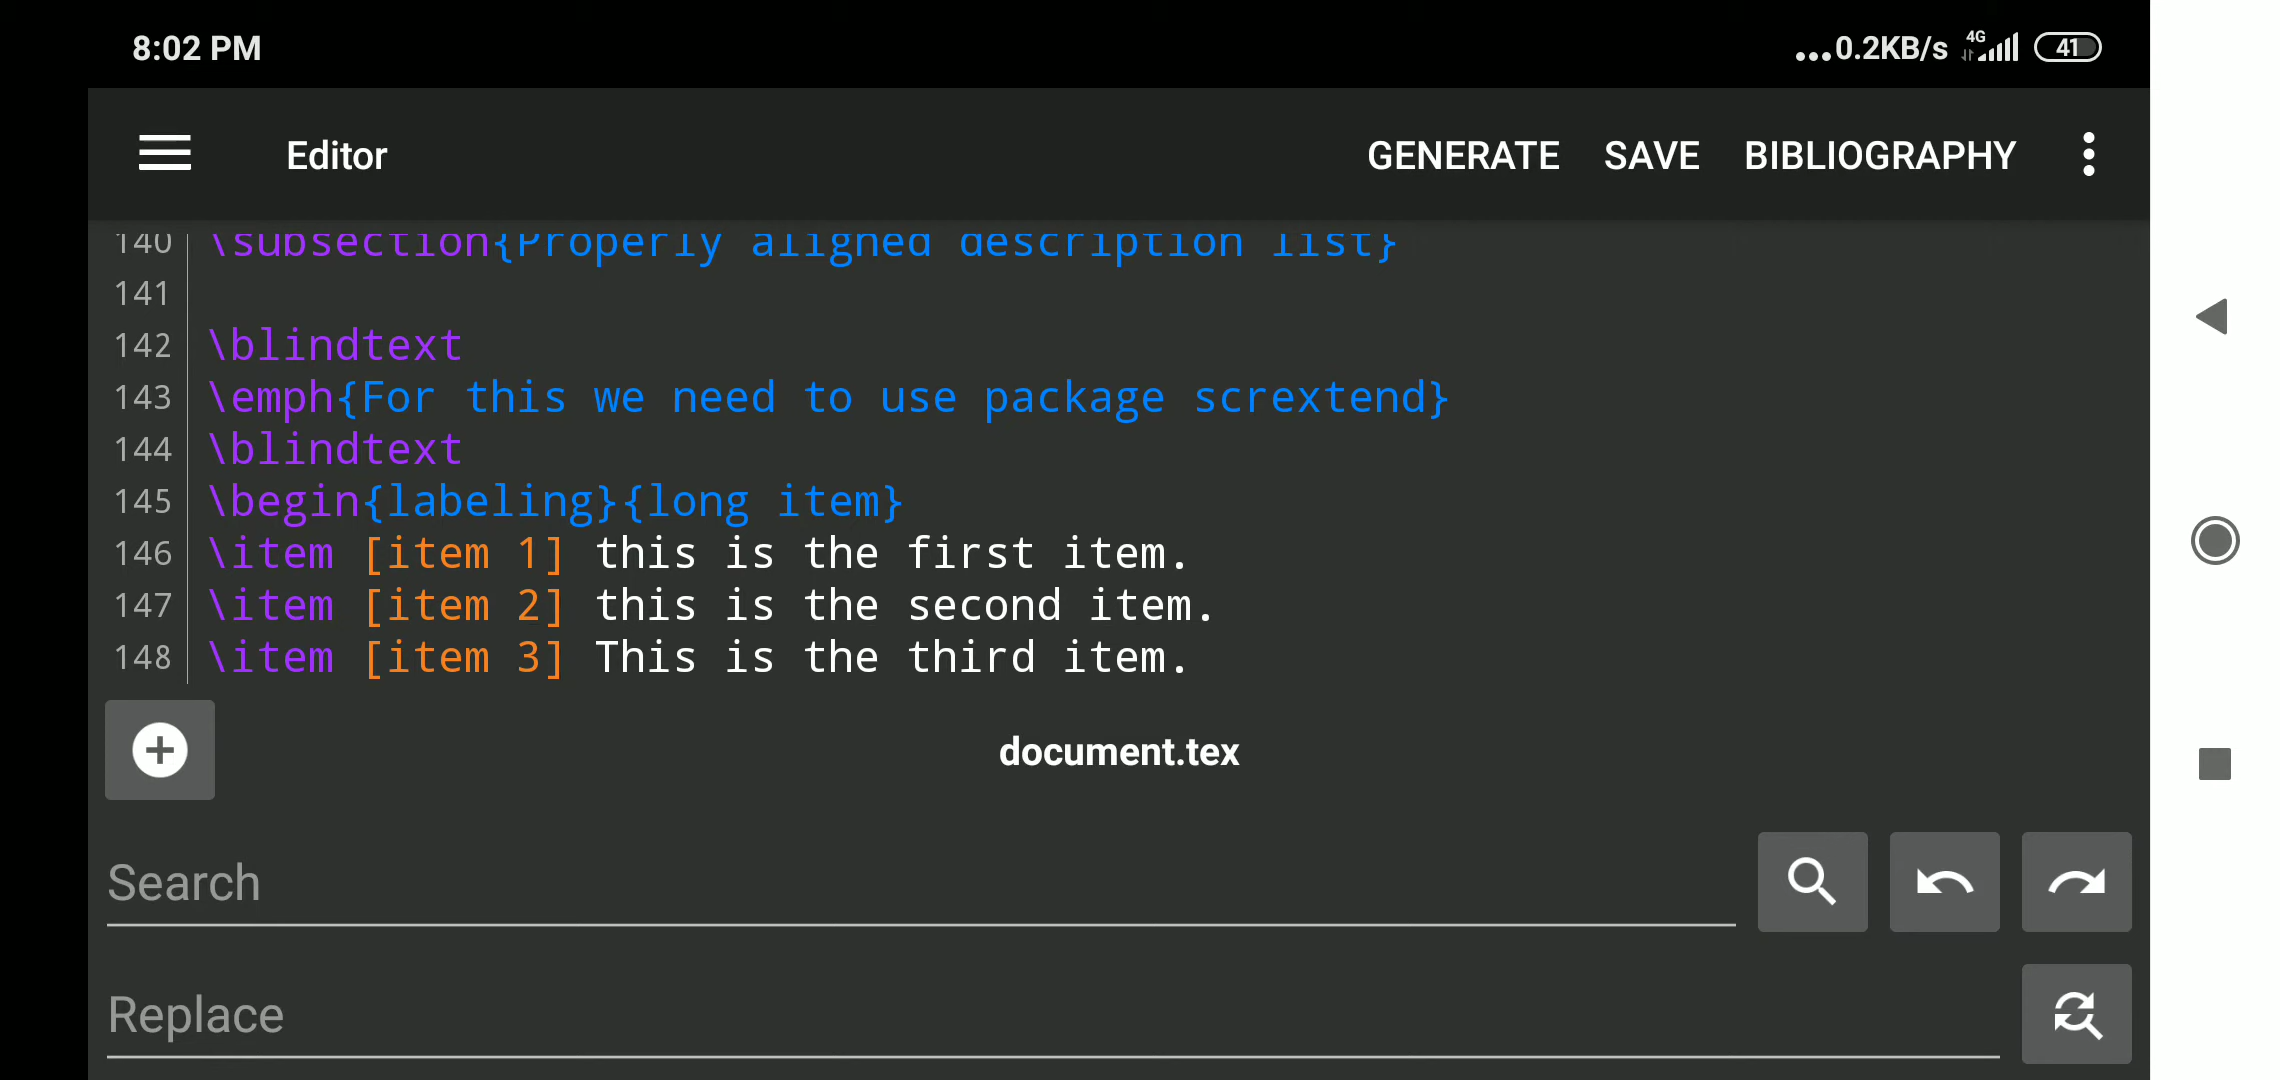 8:02 PM
...0.2KB/s 4G 41
Editor GENERATE SAVE BIBLIOGRAPHY
140 \subsection{Properly aligned description list}
141
142 \blindtext
143 \emph{For this we need to use package scrextend}
144 \blindtext
145 \begin{labeling}{long item}
146 \item [item 1] this is the first item.
147 \item [item 2] this is the second item.
148 \item [item 3] This is the third item.
document.tex
Search
Replace